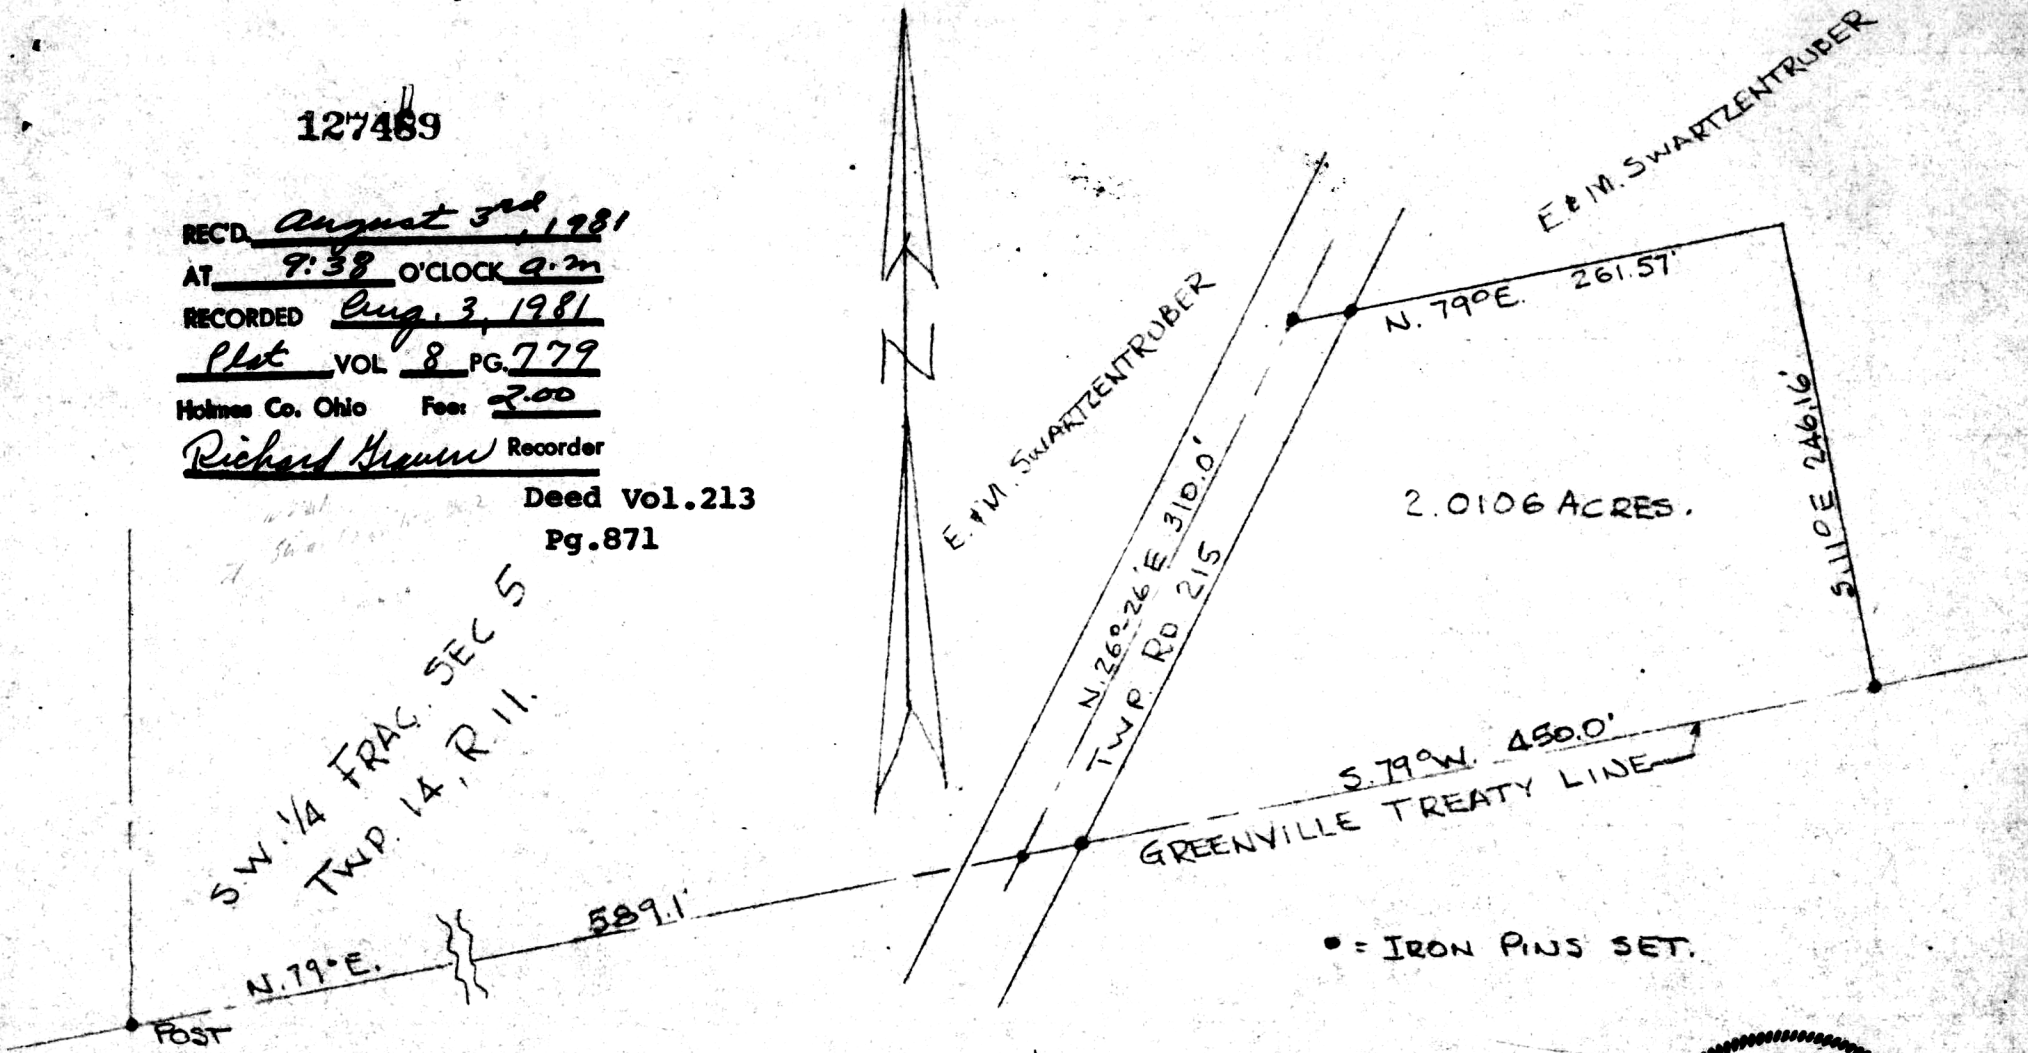 127489
REC'D. August 3rd, 1981
AT 9:38 O'CLOCK a.m
RECORDED Aug. 3, 1981
Plat VOL 8 PG. 779
Holmes Co. Ohio Fee: 2.00
Richard Graven Recorder
Deed Vol.213
Pg.871
N
E. & M. SWARTZENTRUBER
E & M. SWARTZENTRUBER
N. 79°E. 261.57'
S.11°E 246.16'
2.0106 ACRES.
N.26°-26'E 310.0'
TWP. RD 215
S.W. 1/4 FRAC. SEC 5
TWP. 14, R. 11.
S.79°W. 450.0'
GREENVILLE TREATY LINE
589.1'
N.79°E.
POST
• = IRON PINS SET.